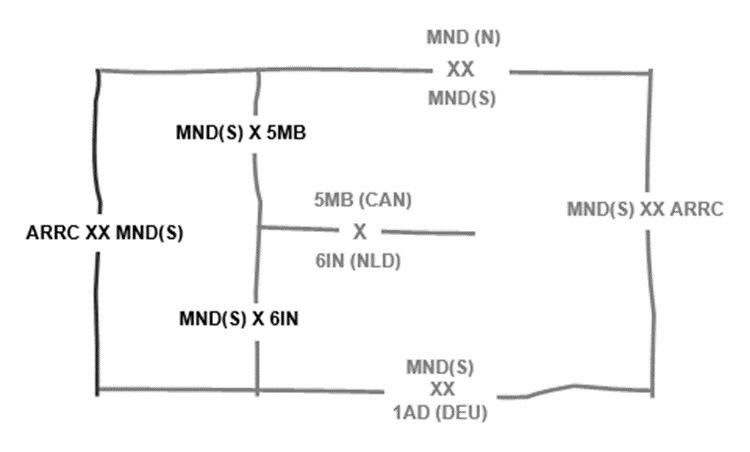 MND (N)
XX
MND(S)
MND(S) X 5MB
5MB (CAN)
X
6IN (NLD)
MND(S) XX ARRC
ARRC XX MND(S)
MND(S) X 6IN
MND(S)
XX
1AD (DEU)